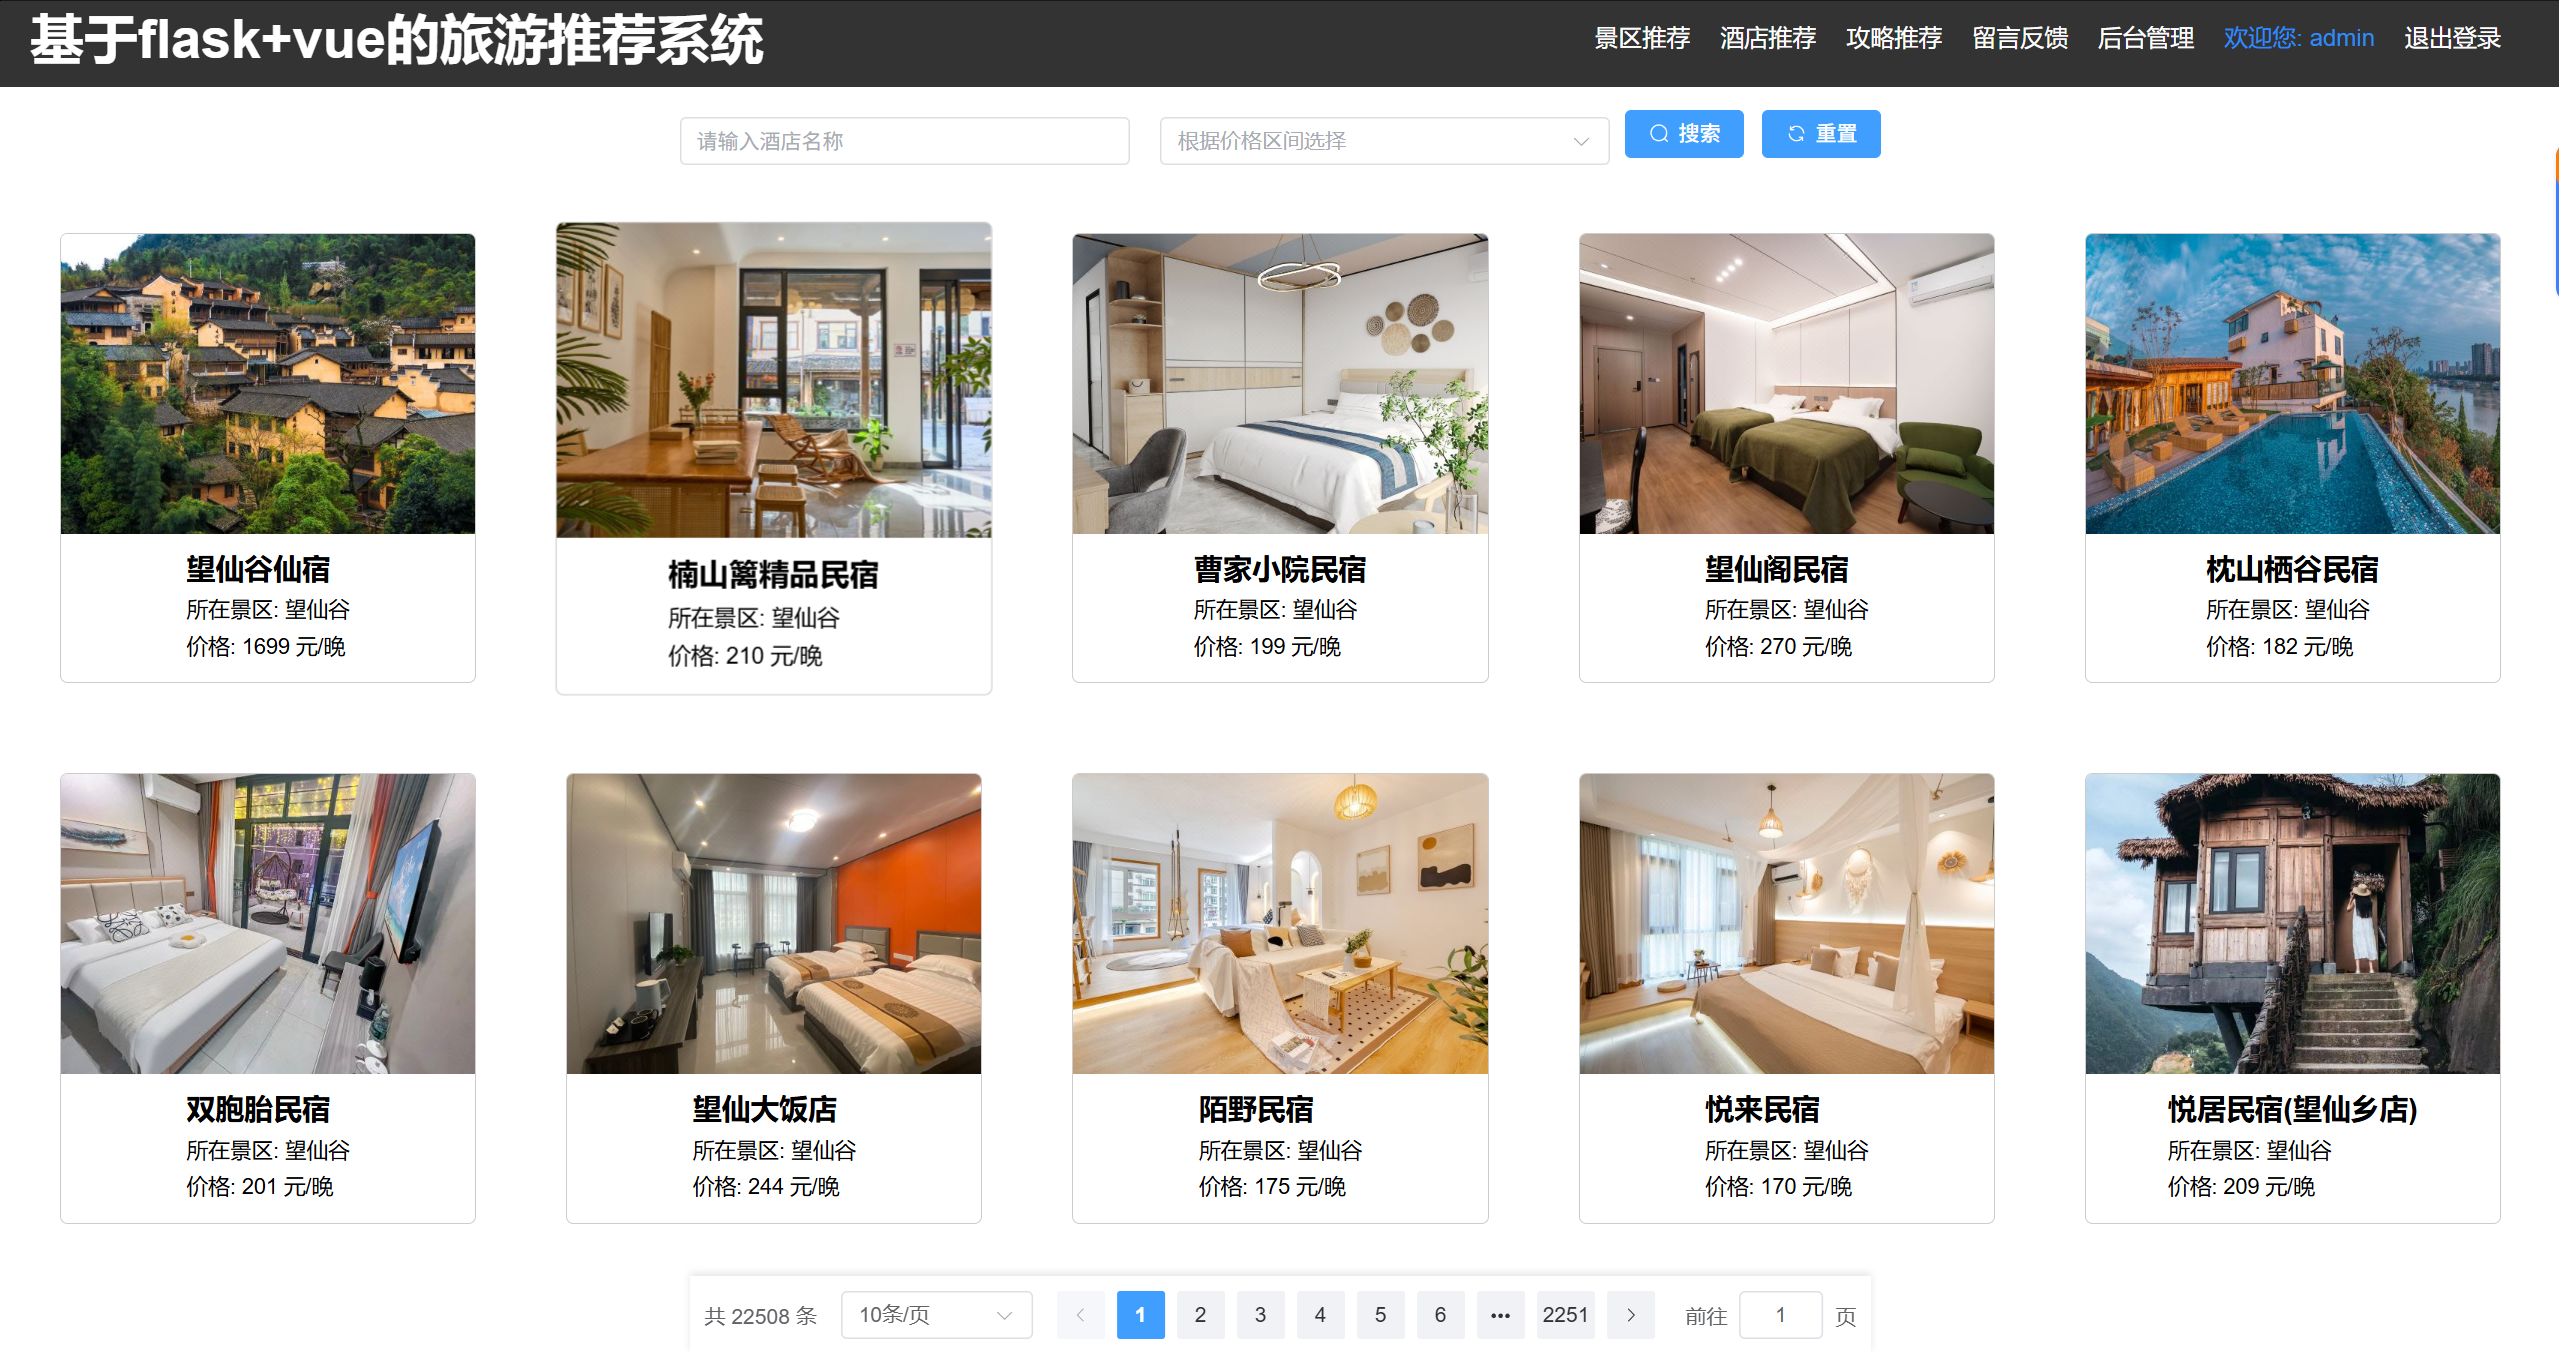 基于flask+vue的旅游推荐系统
景区推荐 酒店推荐 攻略推荐 留言反馈 后台管理 欢迎您: admin 退出登录
请输入酒店名称 根据价格区间选择 搜索 重置
望仙谷仙宿
所在景区: 望仙谷
价格: 1699 元/晚
楠山篱精品民宿
所在景区: 望仙谷
价格: 210 元/晚
曹家小院民宿
所在景区: 望仙谷
价格: 199 元/晚
望仙阁民宿
所在景区: 望仙谷
价格: 270 元/晚
枕山栖谷民宿
所在景区: 望仙谷
价格: 182 元/晚
双胞胎民宿
所在景区: 望仙谷
价格: 201 元/晚
望仙大饭店
所在景区: 望仙谷
价格: 244 元/晚
陌野民宿
所在景区: 望仙谷
价格: 175 元/晚
悦来民宿
所在景区: 望仙谷
价格: 170 元/晚
悦居民宿(望仙乡店)
所在景区: 望仙谷
价格: 209 元/晚
共 22508 条 10条/页 1 2 3 4 5 6 ••• 2251 前往 1 页